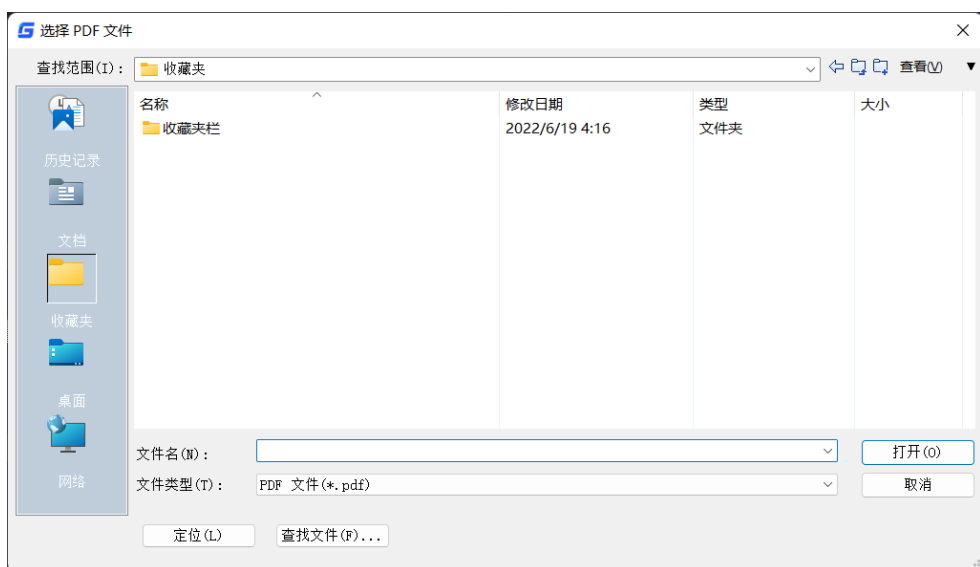 选择 PDF 文件
查找范围(I):
收藏夹
查看(V)
名称
修改日期
类型
大小
收藏夹栏
2022/6/19 4:16
文件夹
历史记录
文档
收藏夹
桌面
网络
文件名(N):
打开(O)
文件类型(T):
PDF 文件(*.pdf)
取消
定位(L)
查找文件(F)...